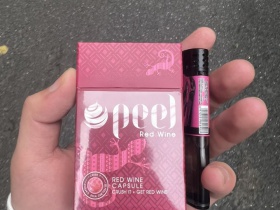 peel
Red Wine
RED WINE
CAPSULE
CRUSH IT • GET RED WINE